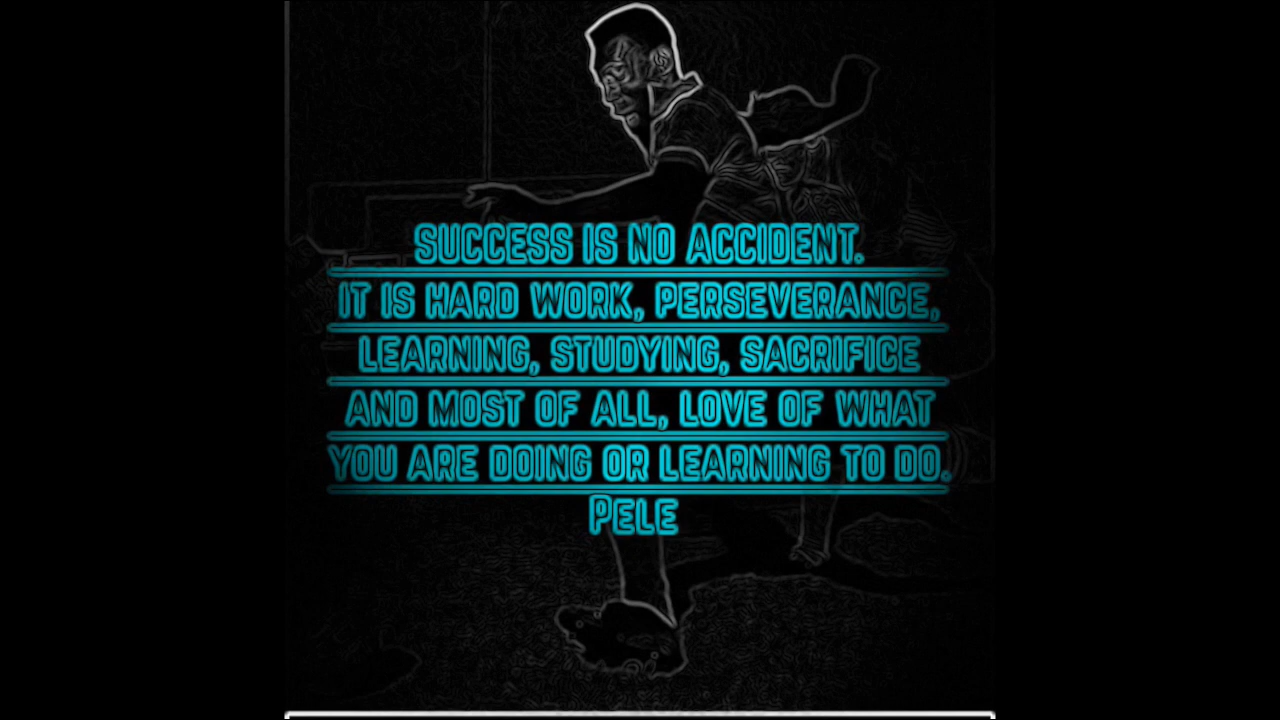 SUCCESS IS NO ACCIDENT.
IT IS HARD WORK, PERSEVERANCE,
LEARNING, STUDYING, SACRIFICE
AND MOST OF ALL, LOVE OF WHAT
YOU ARE DOING OR LEARNING TO DO.
PELE